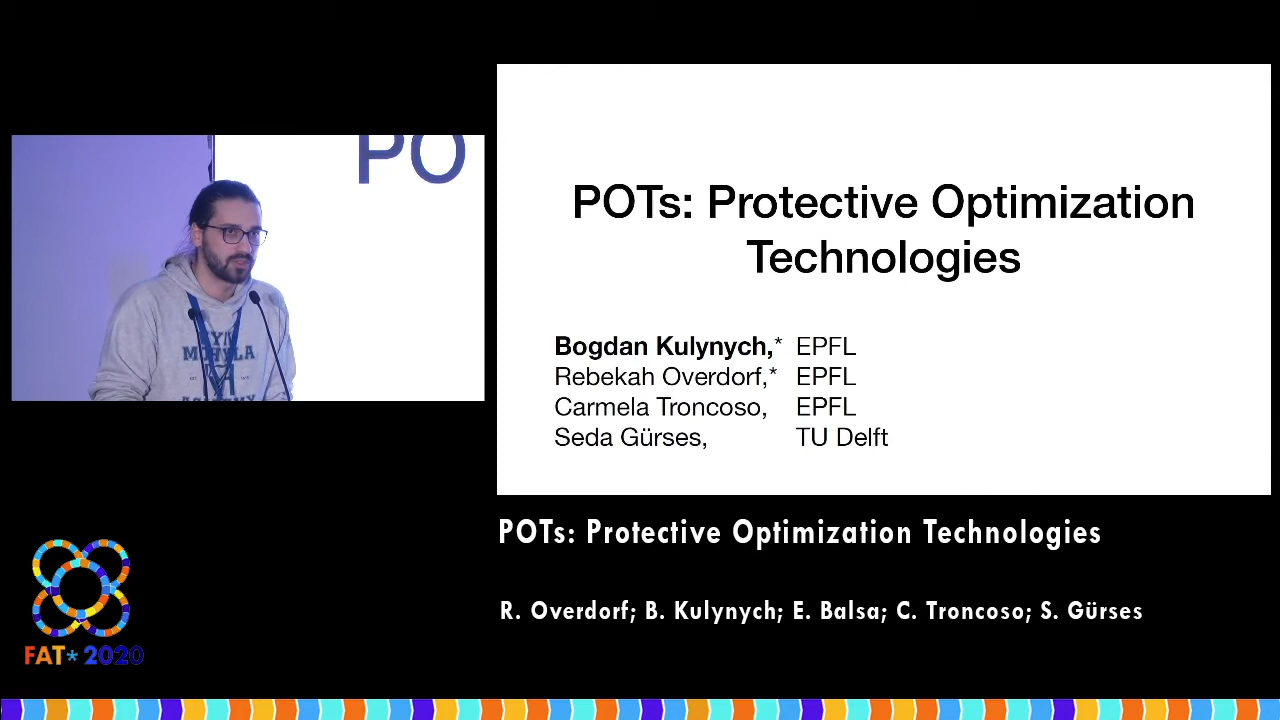 PO
POTs: Protective Optimization
Technologies
Bogdan Kulynych,* EPFL
Rebekah Overdorf,* EPFL
Carmela Troncoso, EPFL
Seda Gürses, TU Delft
POTs: Protective Optimization Technologies
R. Overdorf; B. Kulynych; E. Balsa; C. Troncoso; S. Gürses
FAT* 2020